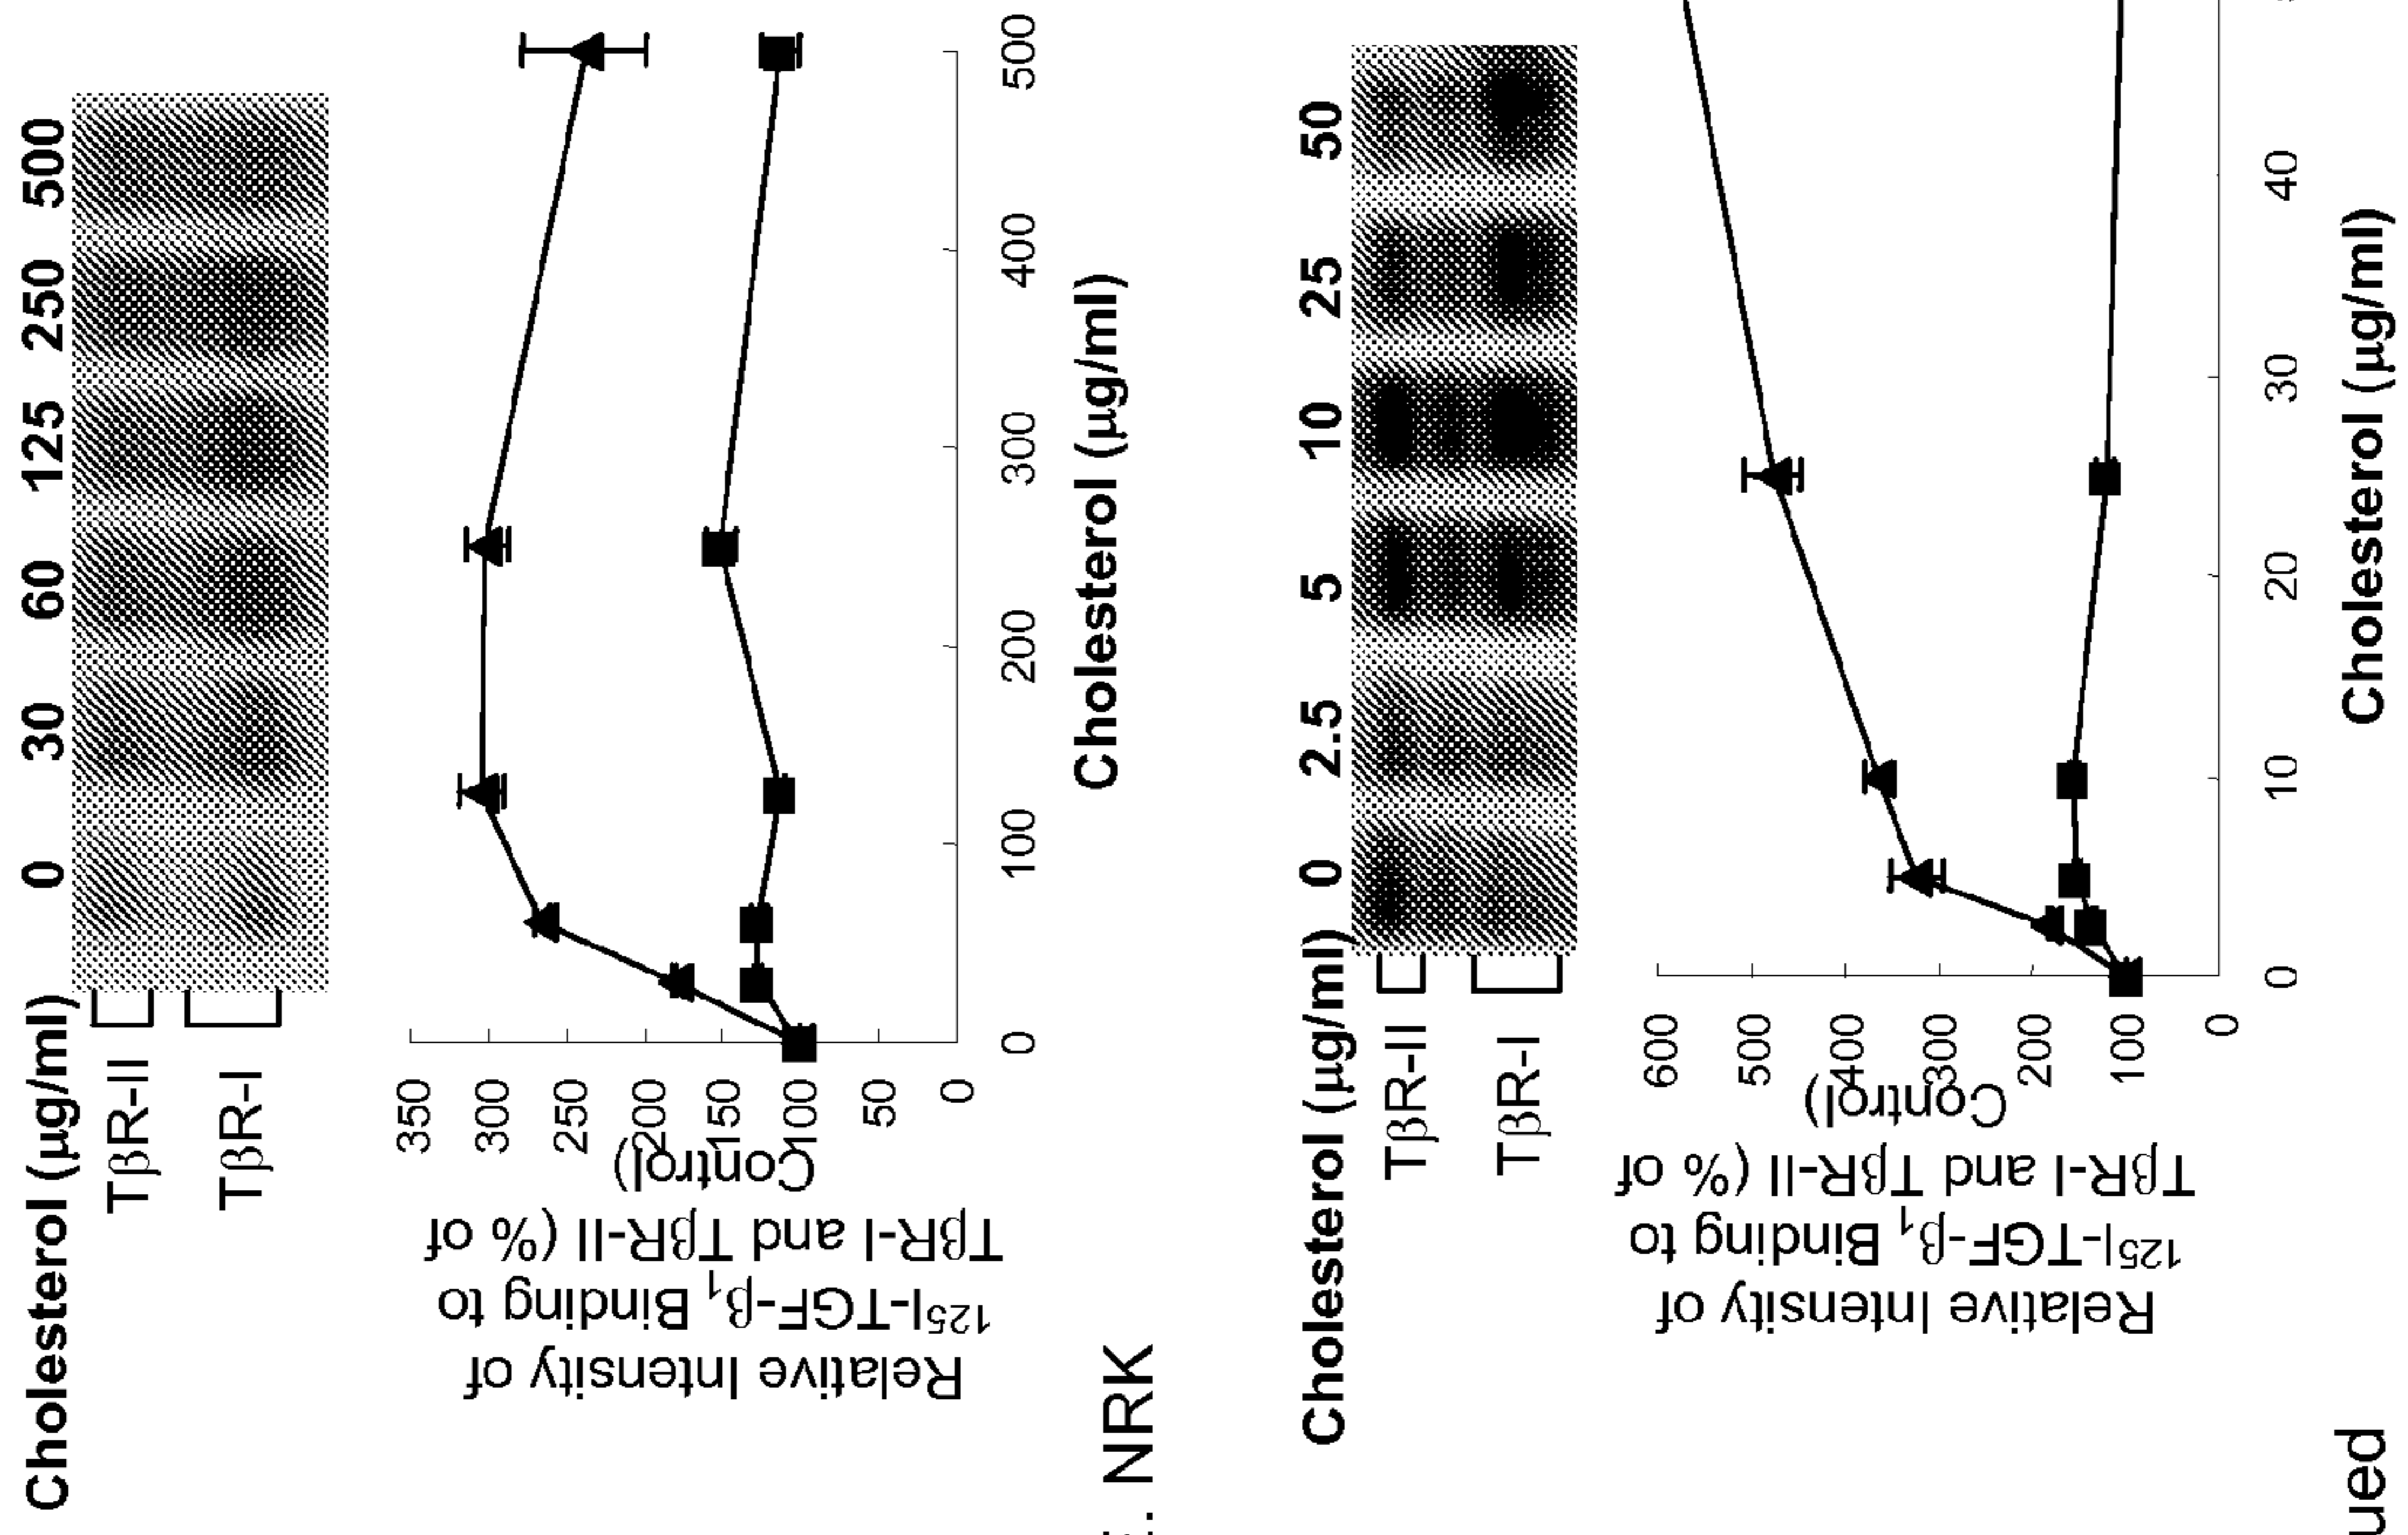 Cholesterol (µg/ml) 0 30 60 125 250 500
TβR-II
TβR-I
350
300
250
200
150
100
50
0
Relative Intensity of
¹²⁵I-TGF-β₁ Binding to
TβR-I and TβR-II (% of
Control)
0 100 200 300 400 500
Cholesterol (µg/ml)
. NRK
Cholesterol (µg/ml) 0 2.5 5 10 25 50
TβR-II
TβR-I
600
500
400
300
200
100
0
Relative Intensity of
¹²⁵I-TGF-β₁ Binding to
TβR-I and TβR-II (% of
Control)
0 10 20 30 40
Cholesterol (µg/ml)
ued